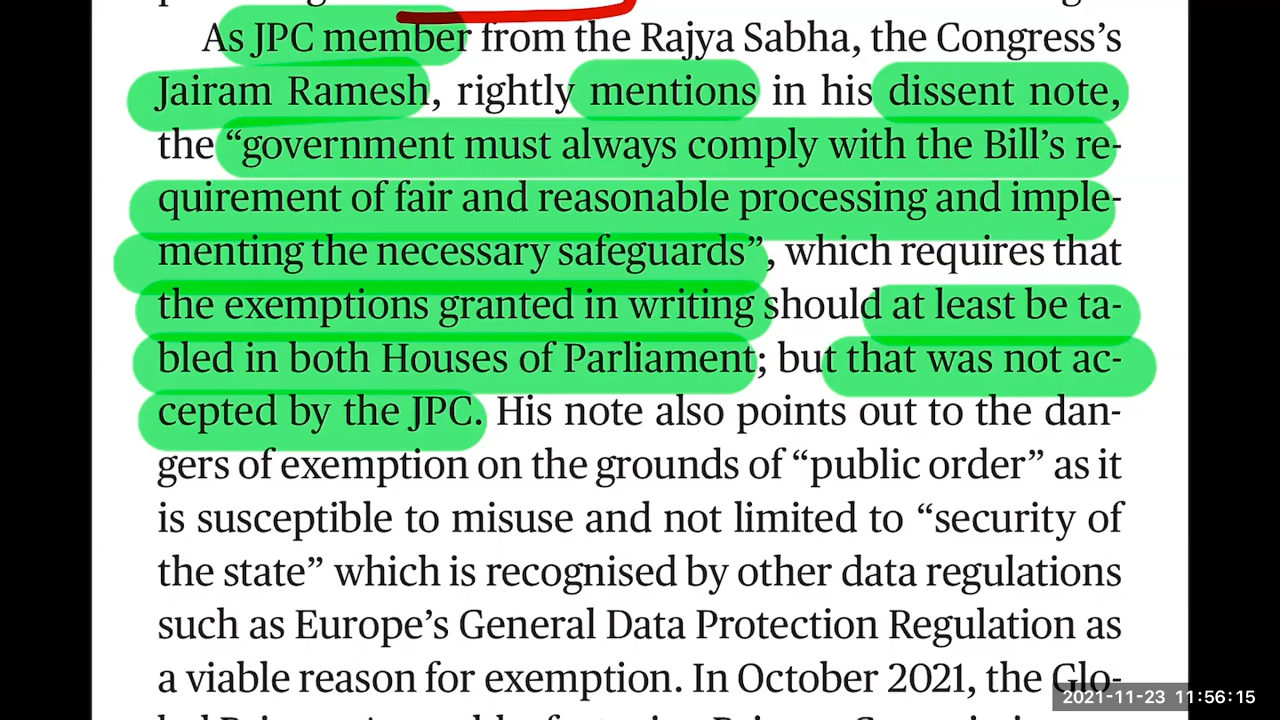 As JPC member from the Rajya Sabha, the Congress’s
Jairam Ramesh, rightly mentions in his dissent note,
the “government must always comply with the Bill’s re-
quirement of fair and reasonable processing and imple-
menting the necessary safeguards”, which requires that
the exemptions granted in writing should at least be ta-
bled in both Houses of Parliament; but that was not ac-
cepted by the JPC. His note also points out to the dan-
gers of exemption on the grounds of “public order” as it
is susceptible to misuse and not limited to “security of
the state” which is recognised by other data regulations
such as Europe’s General Data Protection Regulation as
a viable reason for exemption. In October 2021, the Glo-
2021-11-23 11:56:15